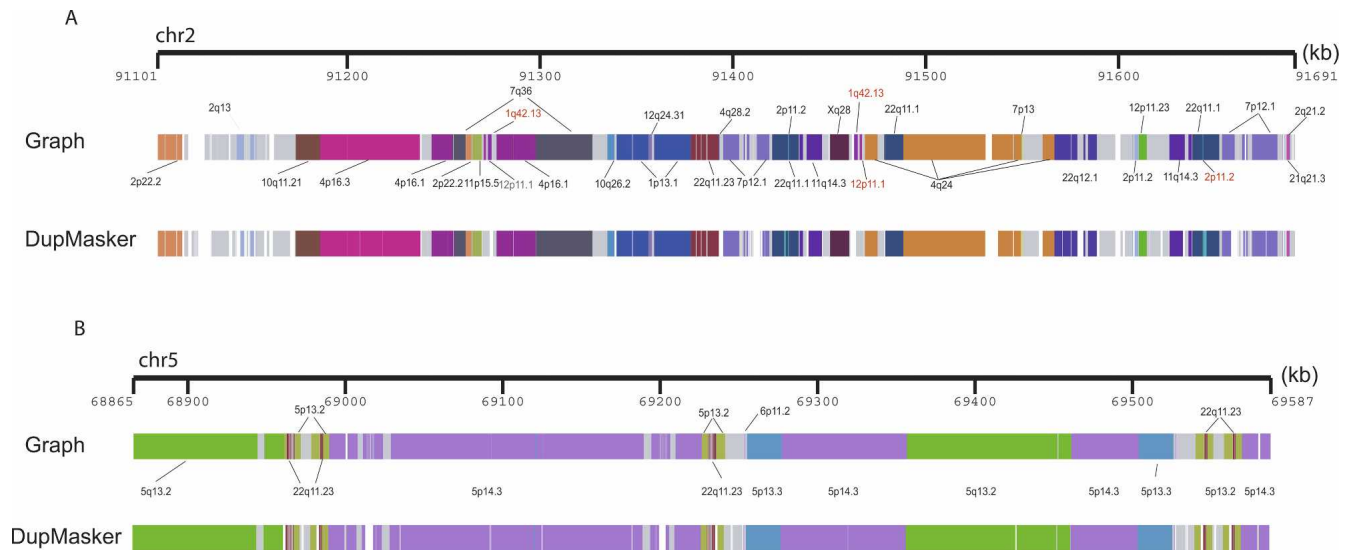 A
chr2
(kb)
91101 91200 91300 91400 91500 91600 91691
7q36
2q13 1q42.13 12q24.31 4q28.2 2p11.2 Xq28 1q42.13 22q11.1 7p13 12p11.23 22q11.1 7p12.1 2q21.2
Graph
2p22.2 10q11.21 4p16.3 4p16.1 2p22.2 11p15.5 12p11.1 4p16.1 10q26.2 1p13.1 22q11.23 7p12.1 22q11.1 11q14.3 12p11.1 4q24 22q12.1 2p11.2 11q14.3 2p11.2 21q21.3
DupMasker
B
chr5
(kb)
68865 68900 69000 69100 69200 69300 69400 69500 69587
5p13.2 5p13.2 6p11.2 22q11.23
Graph
5q13.2 22q11.23 5p14.3 22q11.23 5p13.3 5p14.3 5q13.2 5p14.3 5p13.3 5p13.2 5p14.3
DupMasker